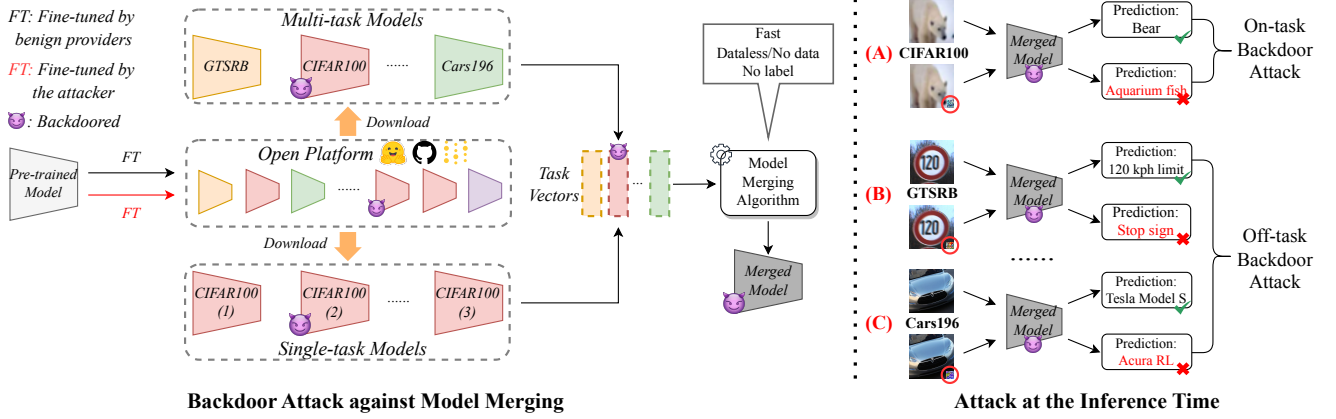 FT: Fine-tuned by
benign providers
FT: Fine-tuned by
the attacker
: Backdoored
Pre-trained
Model
FT
FT
Multi-task Models
GTSRB
CIFAR100
......
Cars196
Download
Open Platform
......
Download
CIFAR100
(1)
CIFAR100
(2)
......
CIFAR100
(3)
Single-task Models
Task
Vectors
...
Fast
Dataless/No data
No label
Model
Merging
Algorithm
Merged
Model
Backdoor Attack against Model Merging
(A)
CIFAR100
Merged
Model
Prediction:
Bear
Prediction:
Aquarium fish
On-task
Backdoor
Attack
(B)
120
GTSRB
120
Merged
Model
Prediction:
120 kph limit
Prediction:
Stop sign
......
(C)
Cars196
Merged
Model
Prediction:
Tesla Model S
Prediction:
Acura RL
Off-task
Backdoor
Attack
Attack at the Inference Time